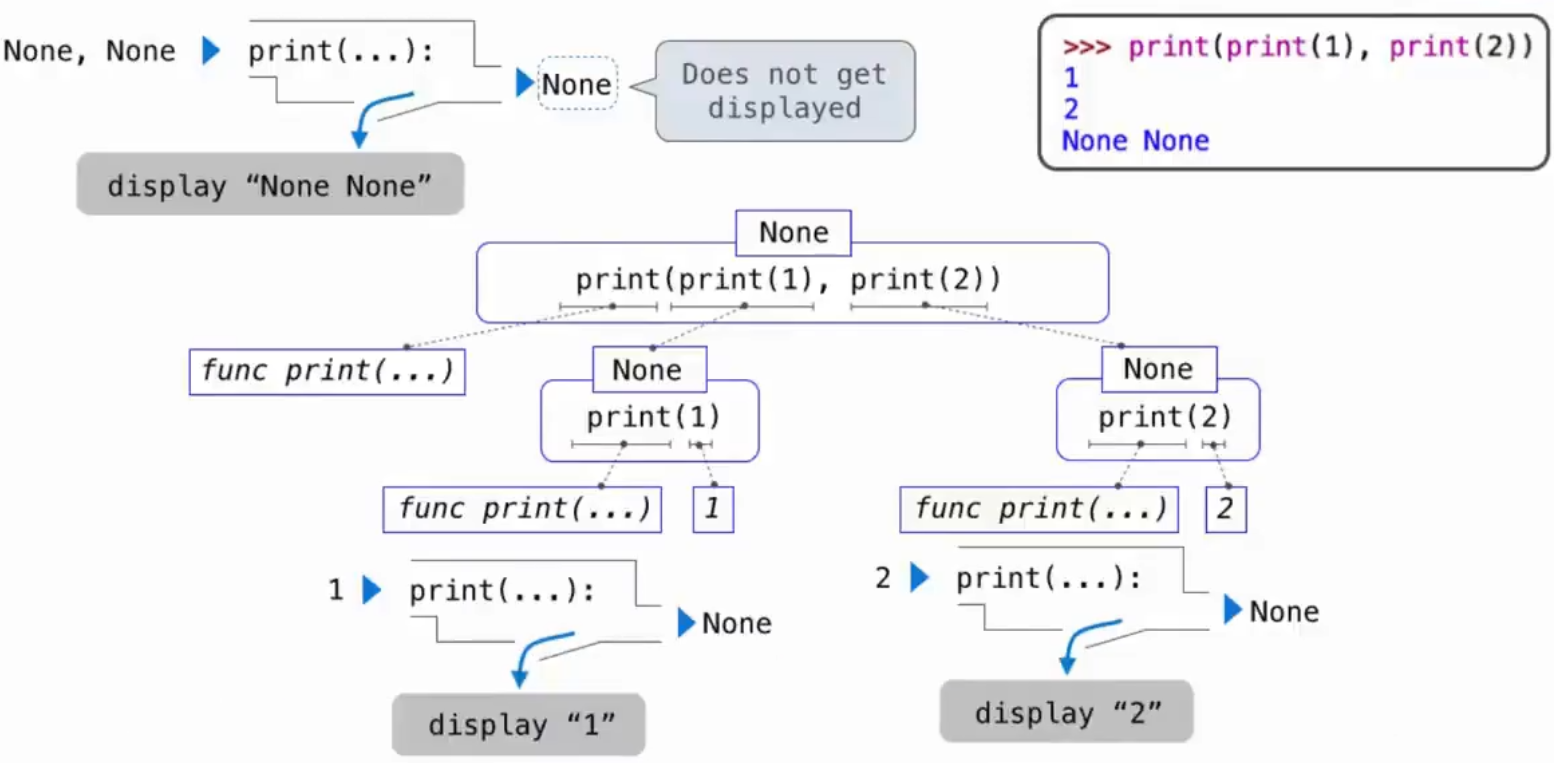 None, None
print(...):
None
Does not get
displayed
display “None None”
>>> print(print(1), print(2))
1
2
None None
None
print(print(1), print(2))
func print(...)
None
print(1)
func print(...)
1
None
print(2)
func print(...)
2
1
print(...):
None
display “1”
2
print(...):
None
display “2”